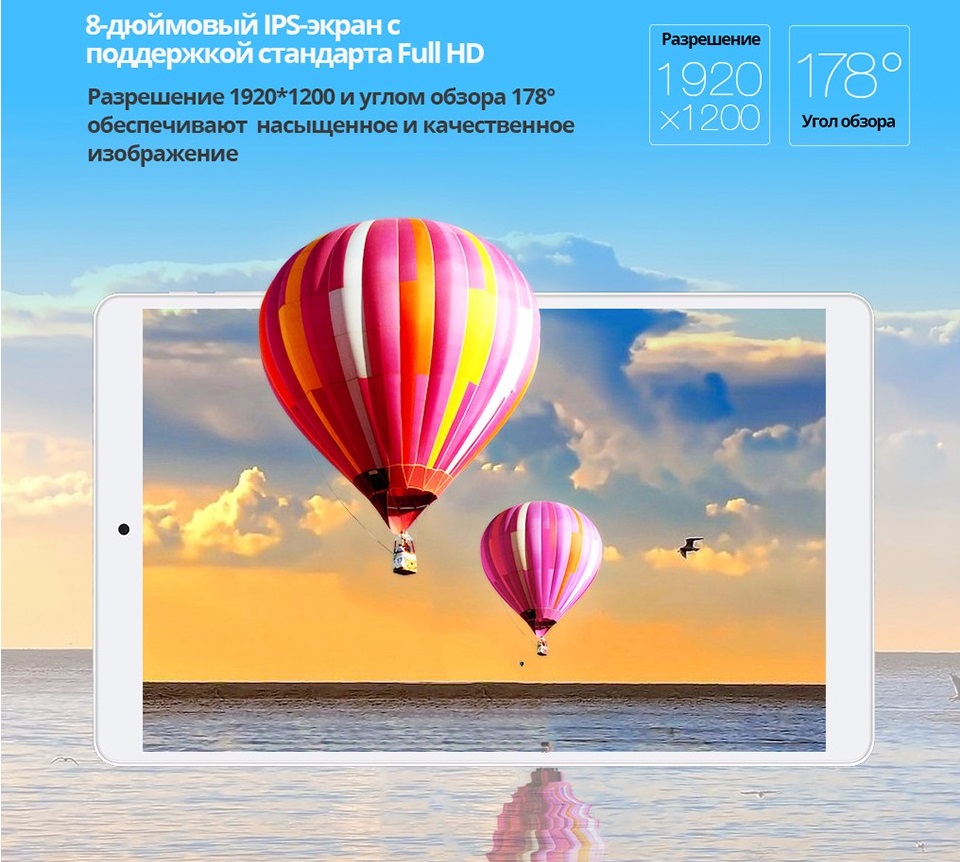 8-дюймовый IPS-экран с
поддержкой стандарта Full HD
Разрешение 1920*1200 и углом обзора 178°
обеспечивают насыщенное и качественное
изображение
Разрешение
1920
×1200
178°
Угол обзора